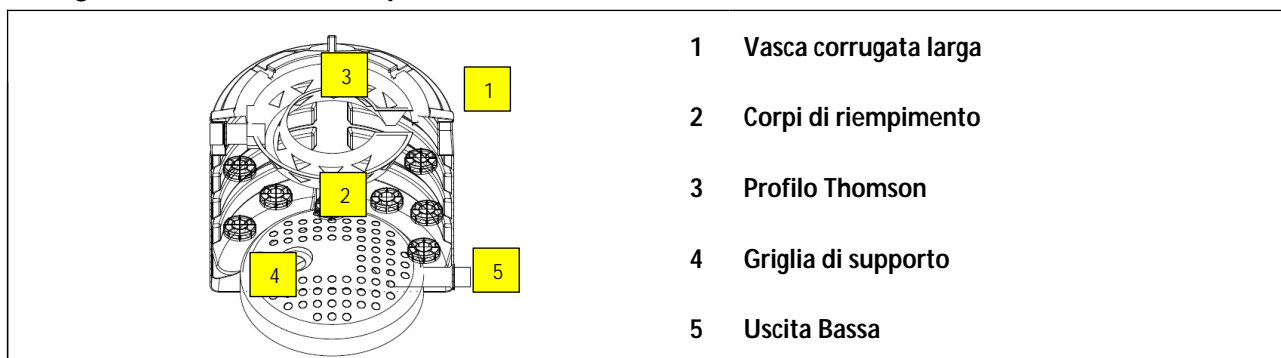 3
1
2
4
5
1 Vasca corrugata larga
2 Corpi di riempimento
3 Profilo Thomson
4 Griglia di supporto
5 Uscita Bassa